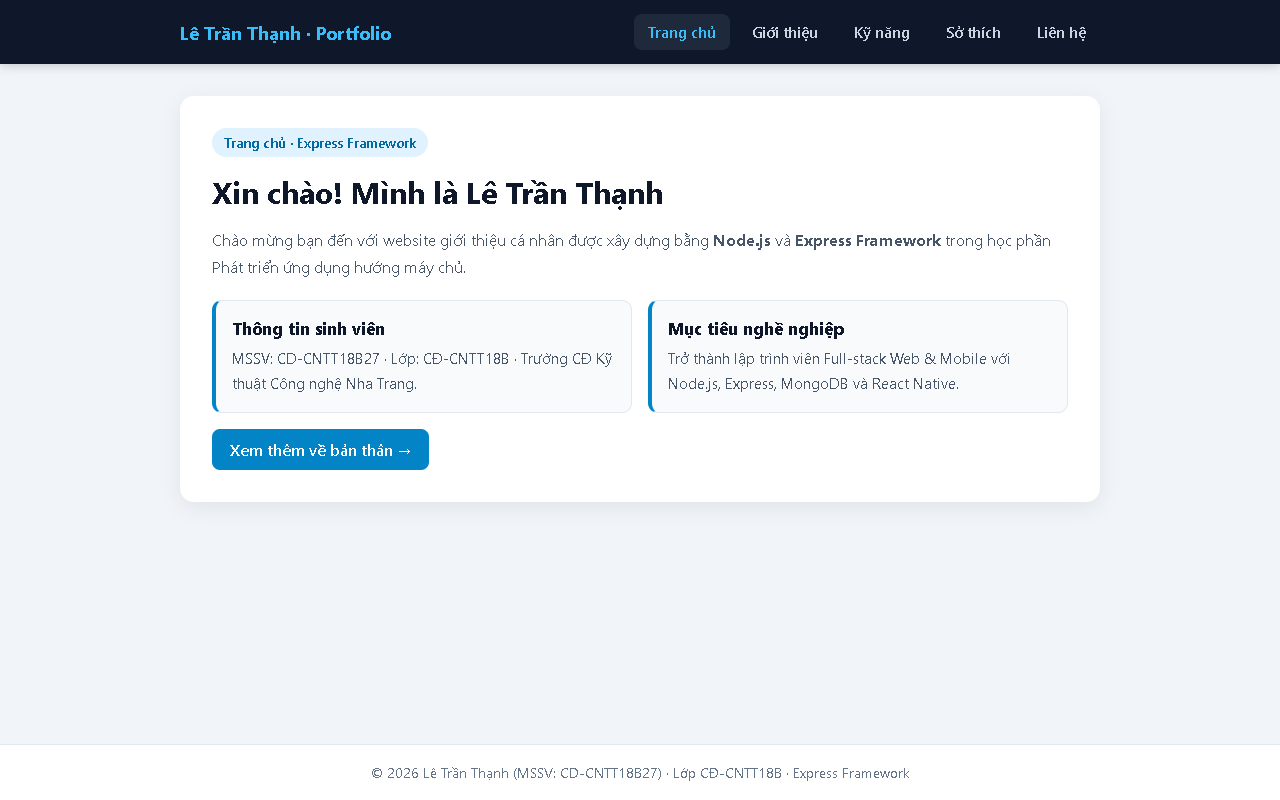 Lê Trần Thạnh · Portfolio
Trang chủ
Giới thiệu
Kỹ năng
Sở thích
Liên hệ
Trang chủ · Express Framework
Xin chào! Mình là Lê Trần Thạnh
Chào mừng bạn đến với website giới thiệu cá nhân được xây dựng bằng Node.js và Express Framework trong học phần
Phát triển ứng dụng hướng máy chủ.
Thông tin sinh viên
MSSV: CD-CNTT18B27 · Lớp: CĐ-CNTT18B · Trường CĐ Kỹ
thuật Công nghệ Nha Trang.
Mục tiêu nghề nghiệp
Trở thành lập trình viên Full-stack Web & Mobile với
Node.js, Express, MongoDB và React Native.
Xem thêm về bản thân →
© 2026 Lê Trần Thạnh (MSSV: CD-CNTT18B27) · Lớp CĐ-CNTT18B · Express Framework